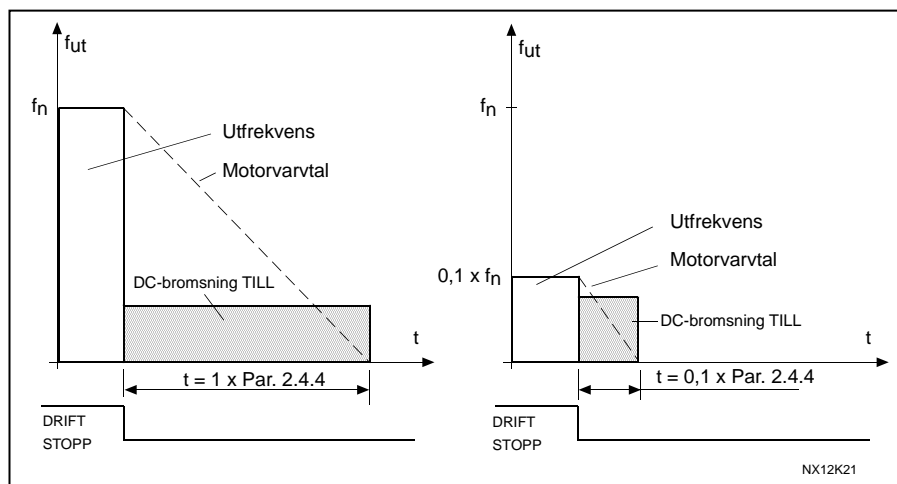 fut
fn
Utfrekvens
Motorvarvtal
DC-bromsning TILL
t
t = 1 x Par. 2.4.4
DRIFT
STOPP
fut
fn
Utfrekvens
Motorvarvtal
0,1 x fn
DC-bromsning TILL
t
t = 0,1 x Par. 2.4.4
DRIFT
STOPP
NX12K21